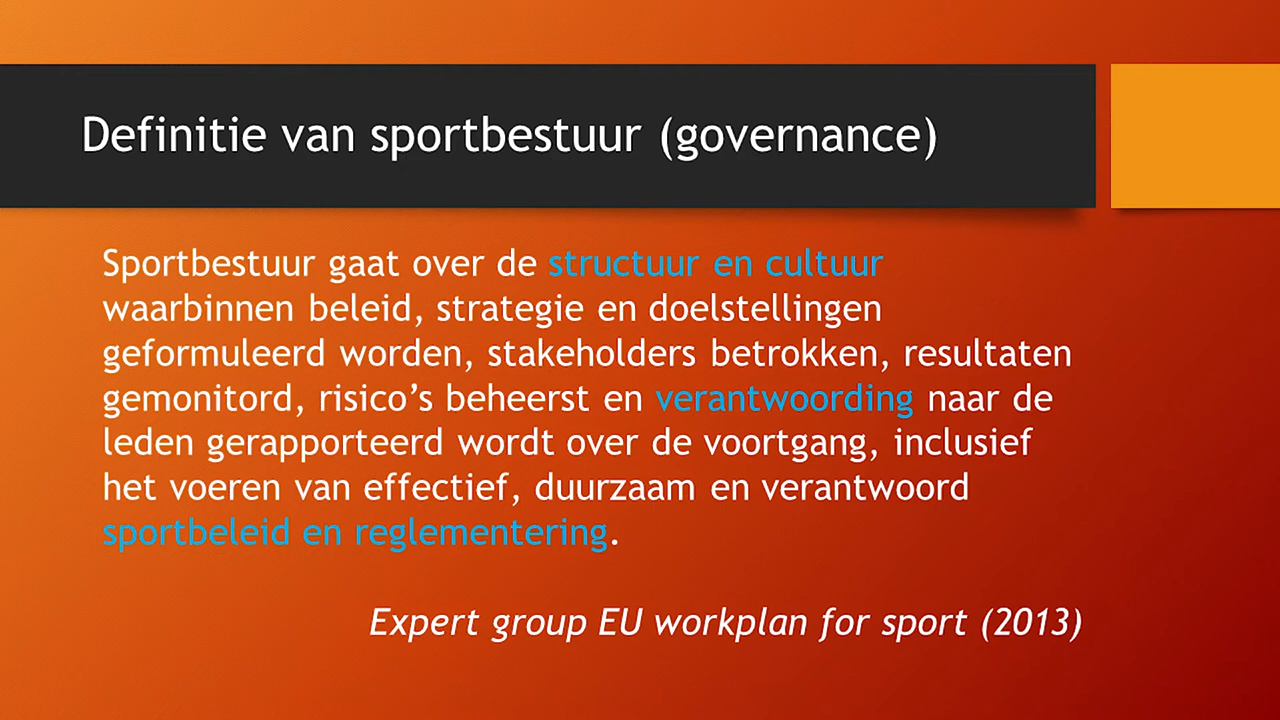 Definitie van sportbestuur (governance)
Sportbestuur gaat over de structuur en cultuur
waarbinnen beleid, strategie en doelstellingen
geformuleerd worden, stakeholders betrokken, resultaten
gemonitord, risico’s beheerst en verantwoording naar de
leden gerapporteerd wordt over de voortgang, inclusief
het voeren van effectief, duurzaam en verantwoord
sportbeleid en reglementering.
Expert group EU workplan for sport (2013)